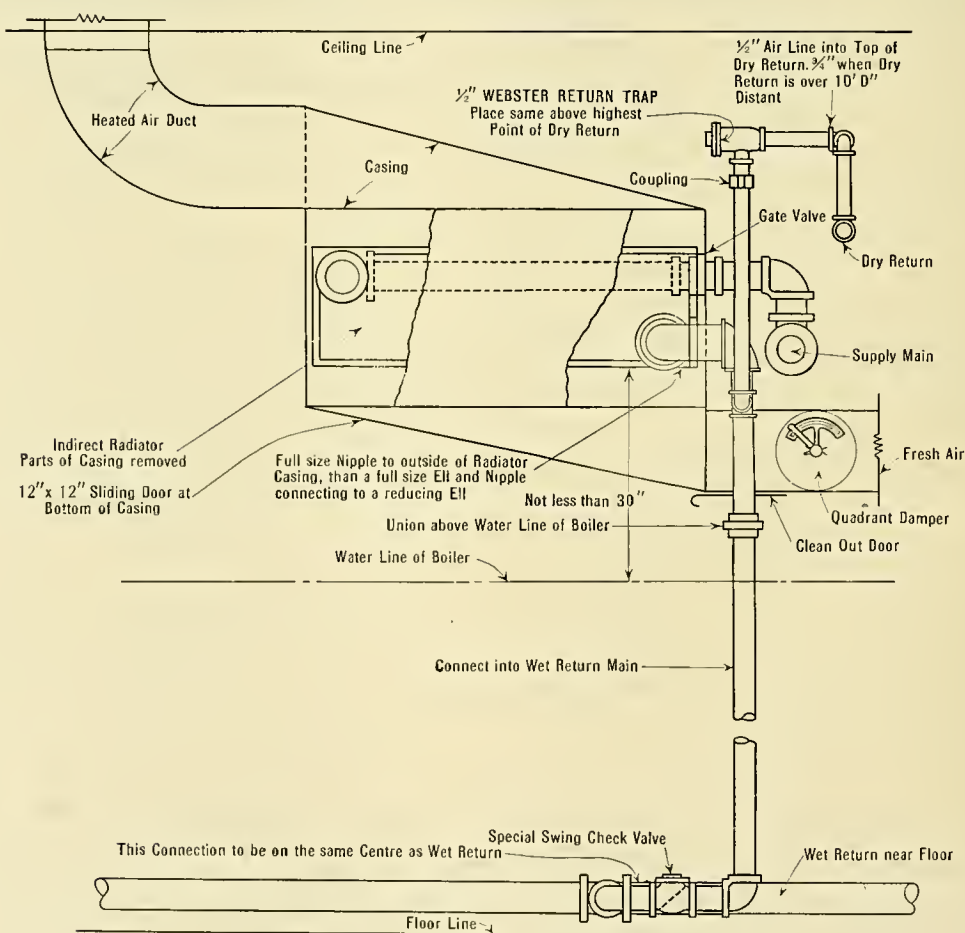 Ceiling Line
½" Air Line into Top of
Dry Return. ¾" when Dry
Return is over 10' D"
Distant
½" WEBSTER RETURN TRAP
Place same above highest
Point of Dry Return
Heated Air Duct
Casing
Coupling
Gate Valve
Dry Return
Supply Main
Indirect Radiator
Parts of Casing removed
12" x 12" Sliding Door at
Bottom of Casing
Full size Nipple to outside of Radiator
Casing, than a full size Ell and Nipple
connecting to a reducing Ell
Not less than 30"
Fresh Air
Quadrant Damper
Union above Water Line of Boiler
Clean Out Door
Water Line of Boiler
Connect into Wet Return Main
Special Swing Check Valve
This Connection to be on the same Centre as Wet Return
Wet Return near Floor
Floor Line